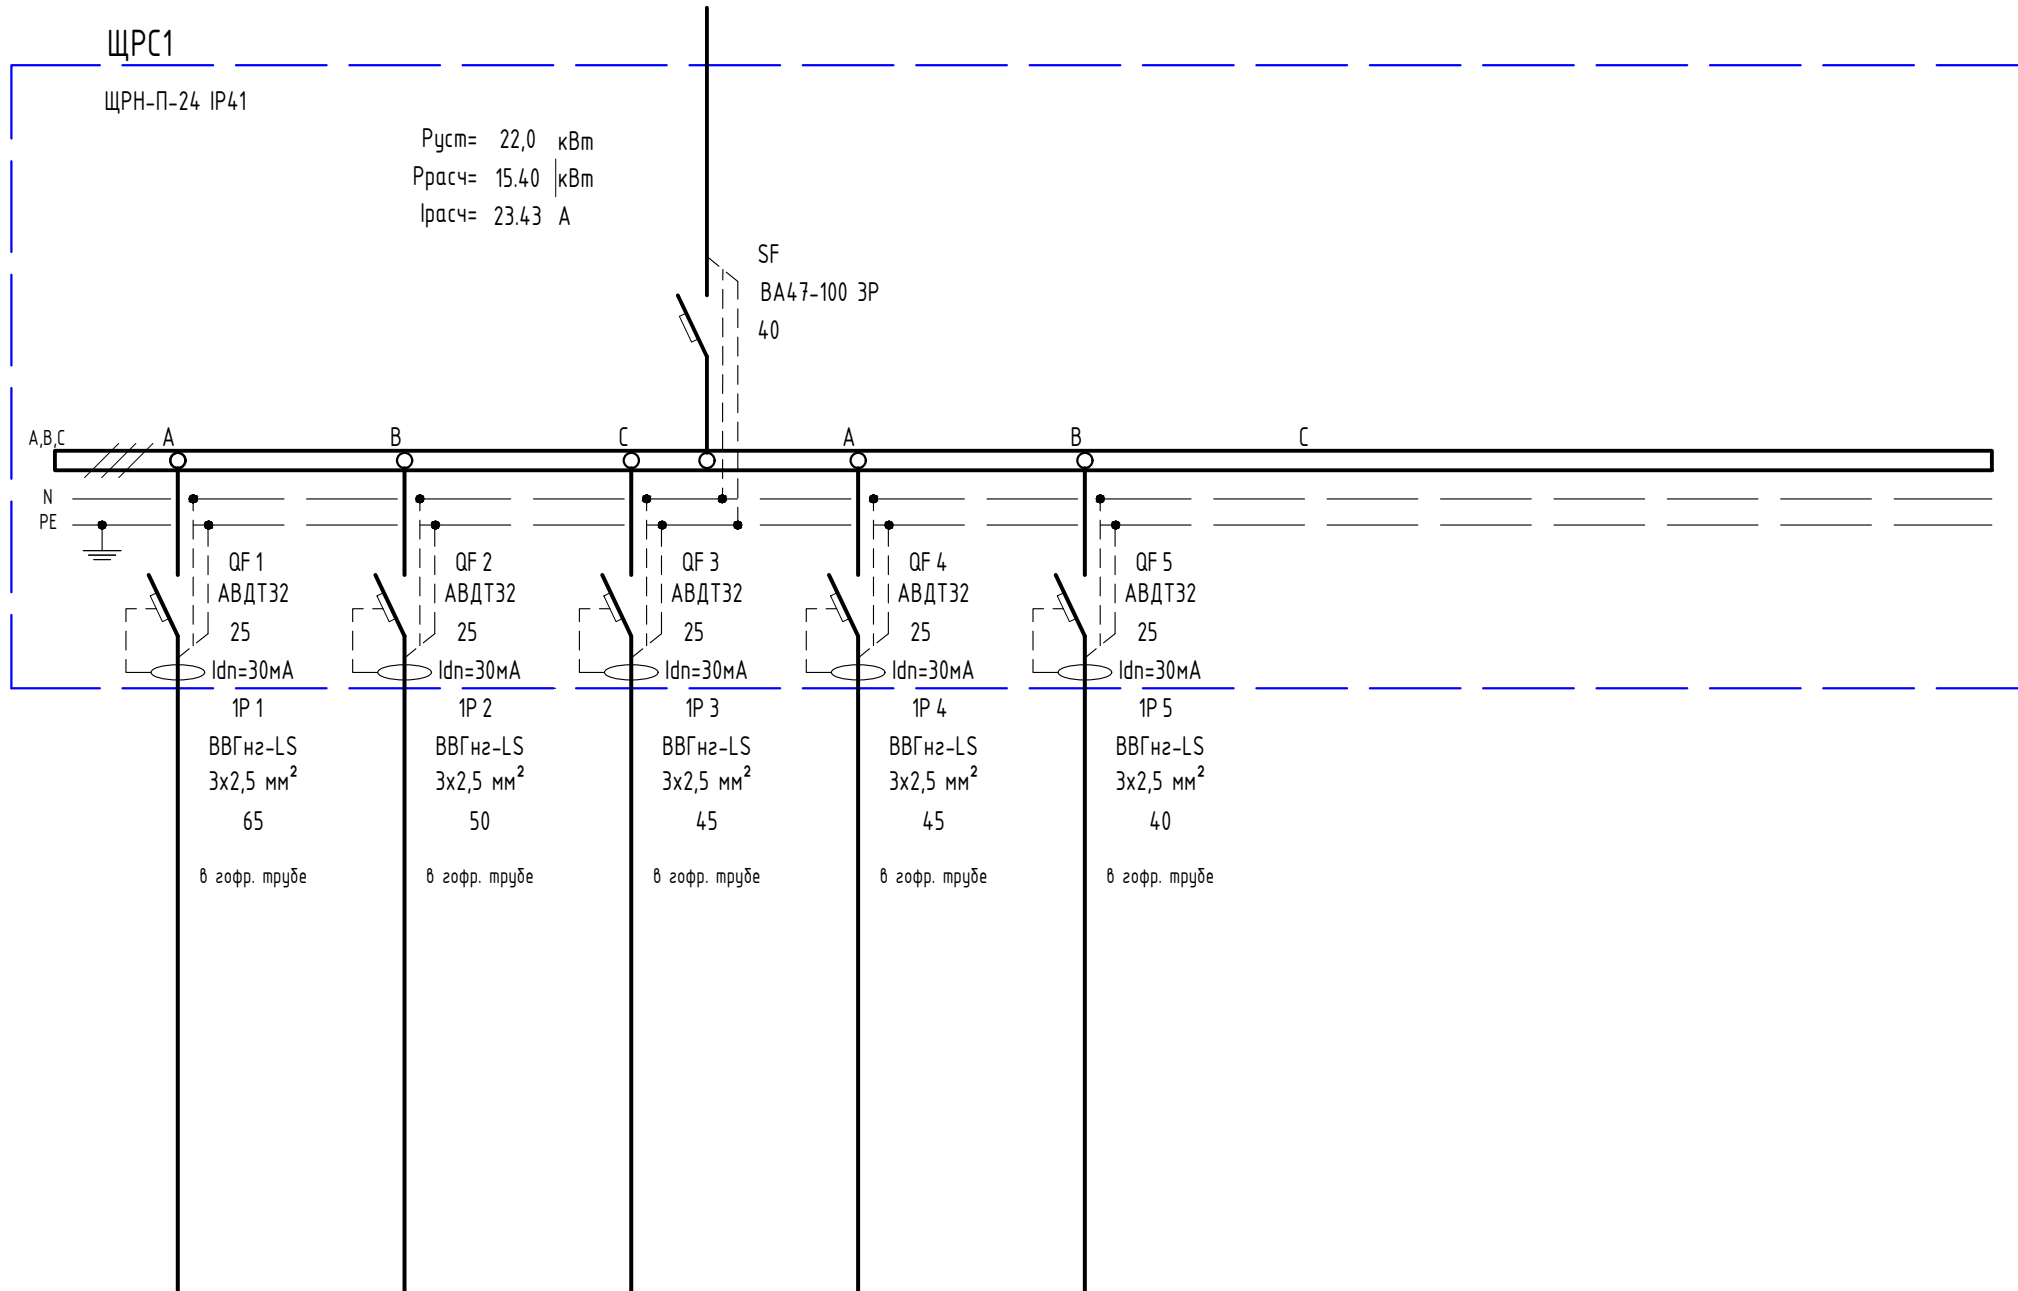 ЩРС1
ЩРН-П-24 IP41
Руст= 22,0 кВт
Ррасч= 15.40 кВт
Iрасч= 23.43 А
SF
ВА47-100 3Р
40
A,B,C A B C A B C
N
PE
QF 1 QF 2 QF 3 QF 4 QF 5
АВДТ32 АВДТ32 АВДТ32 АВДТ32 АВДТ32
25 25 25 25 25
Idn=30мА Idn=30мА Idn=30мА Idn=30мА Idn=30мА
1Р 1 1Р 2 1Р 3 1Р 4 1Р 5
ВВГнг-LS ВВГнг-LS ВВГнг-LS ВВГнг-LS ВВГнг-LS
3х2,5 мм² 3х2,5 мм² 3х2,5 мм² 3х2,5 мм² 3х2,5 мм²
65 50 45 45 40
в гофр. трубе в гофр. трубе в гофр. трубе в гофр. трубе в гофр. трубе